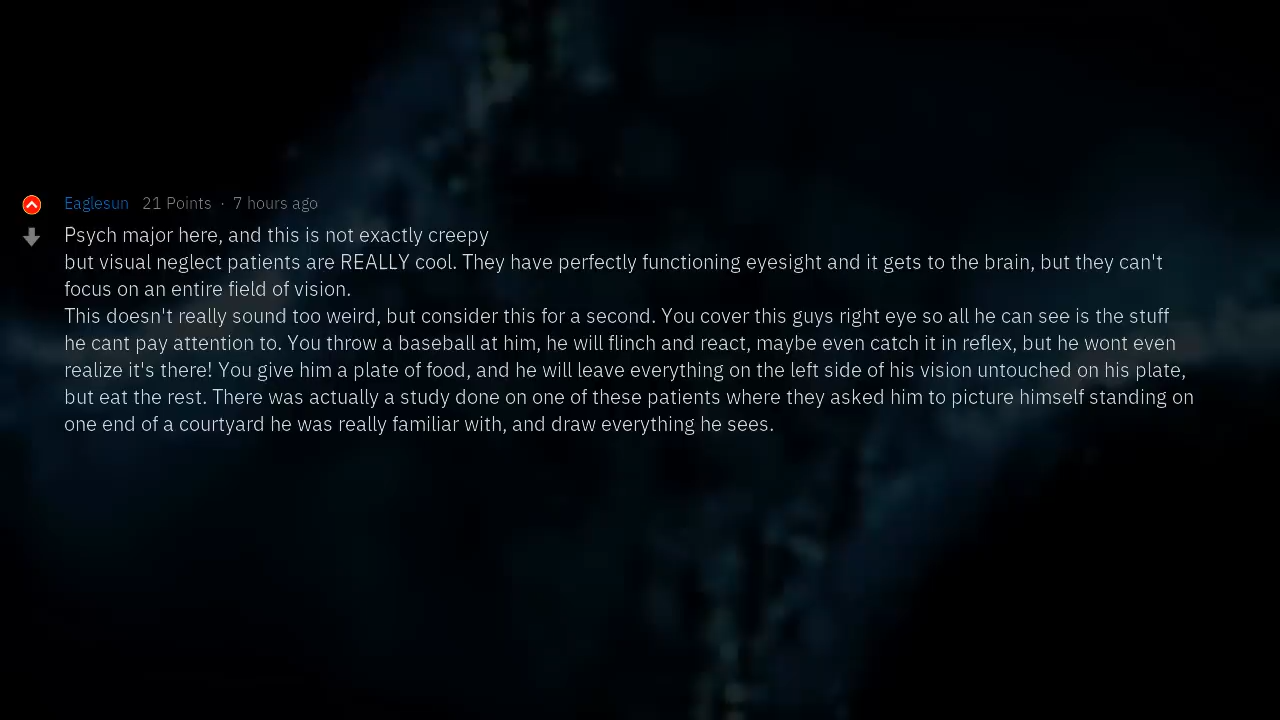 Eaglesun 21 Points · 7 hours ago
Psych major here, and this is not exactly creepy
but visual neglect patients are REALLY cool. They have perfectly functioning eyesight and it gets to the brain, but they can't
focus on an entire field of vision.
This doesn't really sound too weird, but consider this for a second. You cover this guys right eye so all he can see is the stuff
he cant pay attention to. You throw a baseball at him, he will flinch and react, maybe even catch it in reflex, but he wont even
realize it's there! You give him a plate of food, and he will leave everything on the left side of his vision untouched on his plate,
but eat the rest. There was actually a study done on one of these patients where they asked him to picture himself standing on
one end of a courtyard he was really familiar with, and draw everything he sees.